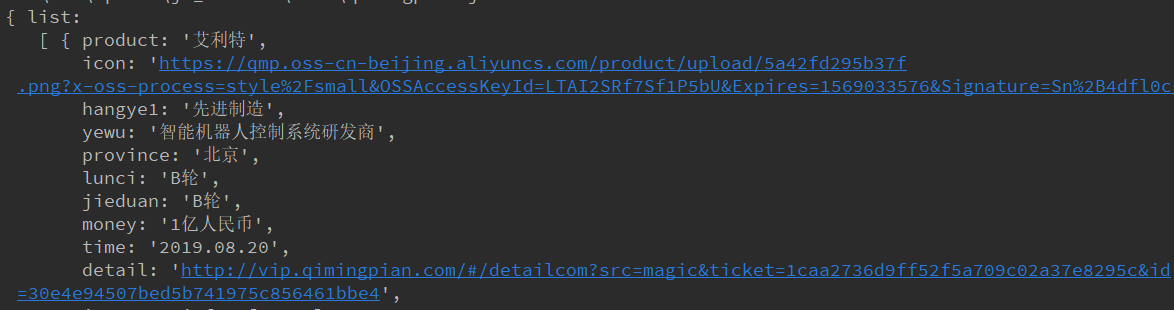 { list:
[ { product: '艾利特',
icon: 'https://qmp.oss-cn-beijing.aliyuncs.com/product/upload/5a42fd295b37f
.png?x-oss-process=style%2Fsmall&OSSAccessKeyId=LTAI2SRf7Sf1P5bU&Expires=1569033576&Signature=Sn%2B4dfl0c
hangye1: '先进制造',
yewu: '智能机器人控制系统研发商',
province: '北京',
lunci: 'B轮',
jieduan: 'B轮',
money: '1亿人民币',
time: '2019.08.20',
detail: 'http://vip.qimingpian.com/#/detailcom?src=magic&ticket=1caa2736d9ff52f5a709c02a37e8295c&id
=30e4e94507bed5b741975c856461bbe4',